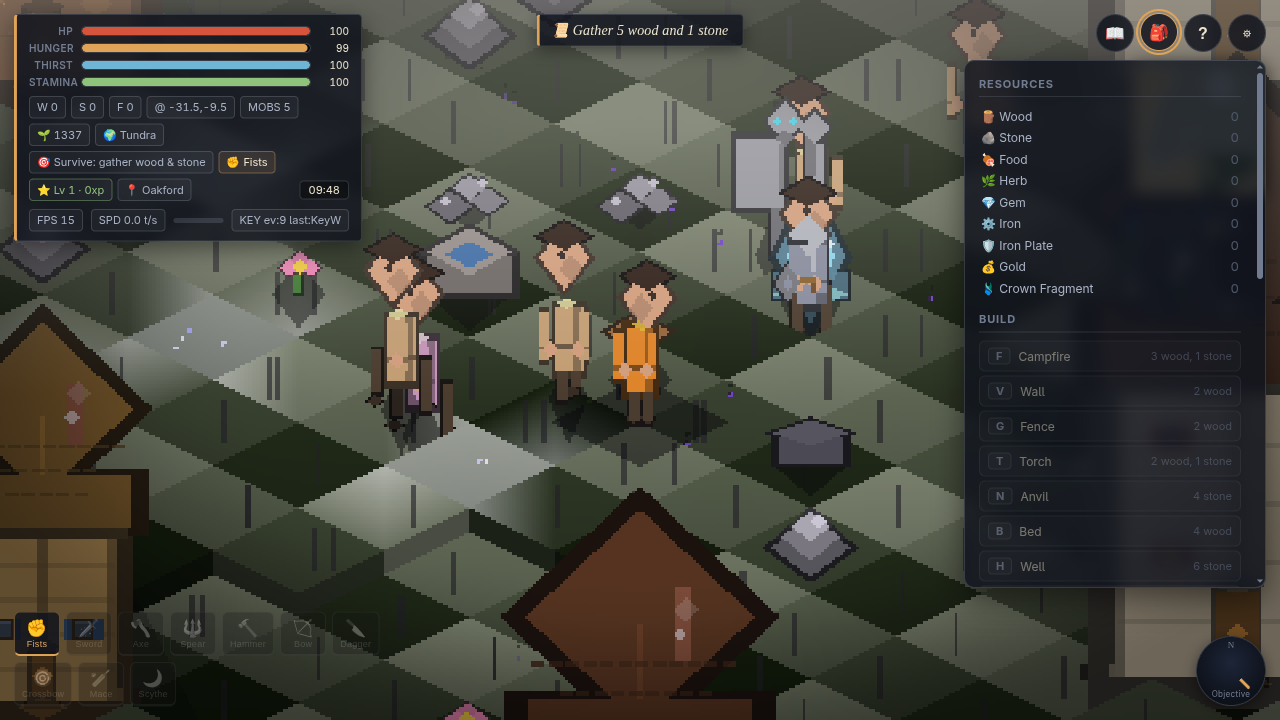 HP 100
HUNGER 99
THIRST 100
STAMINA 100
W 0 S 0 F 0 @ -31.5,-9.5 MOBS 5
1337 Tundra
Survive: gather wood & stone Fists
Lv 1 · 0xp Oakford 09:48
FPS 15 SPD 0.0 t/s KEY ev:9 last:KeyW
Gather 5 wood and 1 stone
?
RESOURCES
Wood 0
Stone 0
Food 0
Herb 0
Gem 0
Iron 0
Iron Plate 0
Gold 0
Crown Fragment 0
BUILD
F Campfire 3 wood, 1 stone
V Wall 2 wood
G Fence 2 wood
T Torch 2 wood, 1 stone
N Anvil 4 stone
B Bed 4 wood
H Well 6 stone
Fists Sword Axe Spear Hammer Bow Dagger
Crossbow Mace Scythe
N
Objective